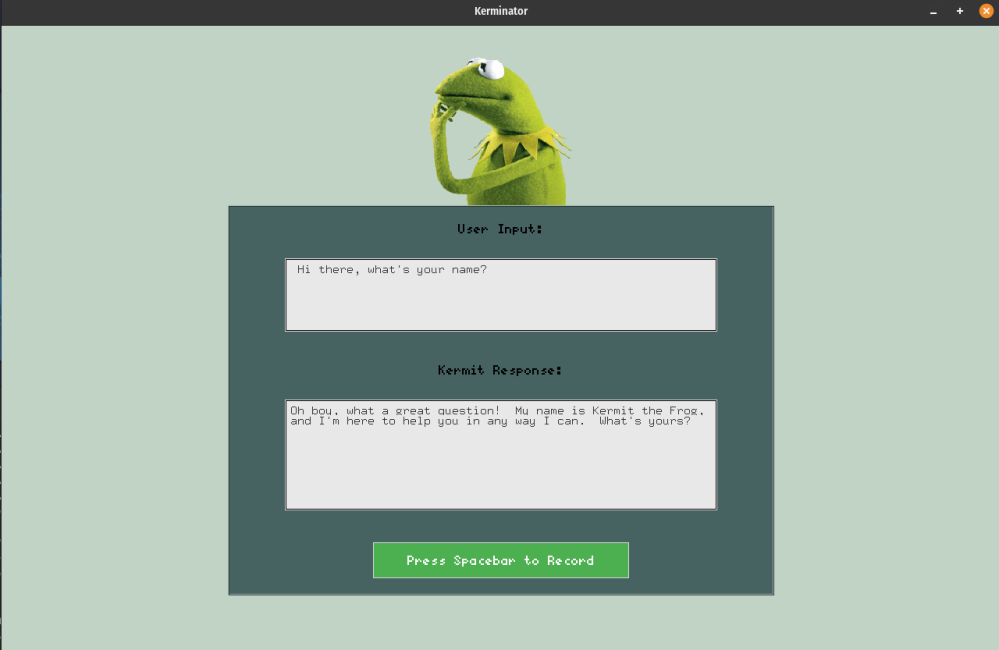 Kerminator
User Input:
Hi there, what's your name?
Kermit Response:
Oh boy, what a great question!  My name is Kermit the Frog,
and I'm here to help you in any way I can.  What's yours?
Press Spacebar to Record